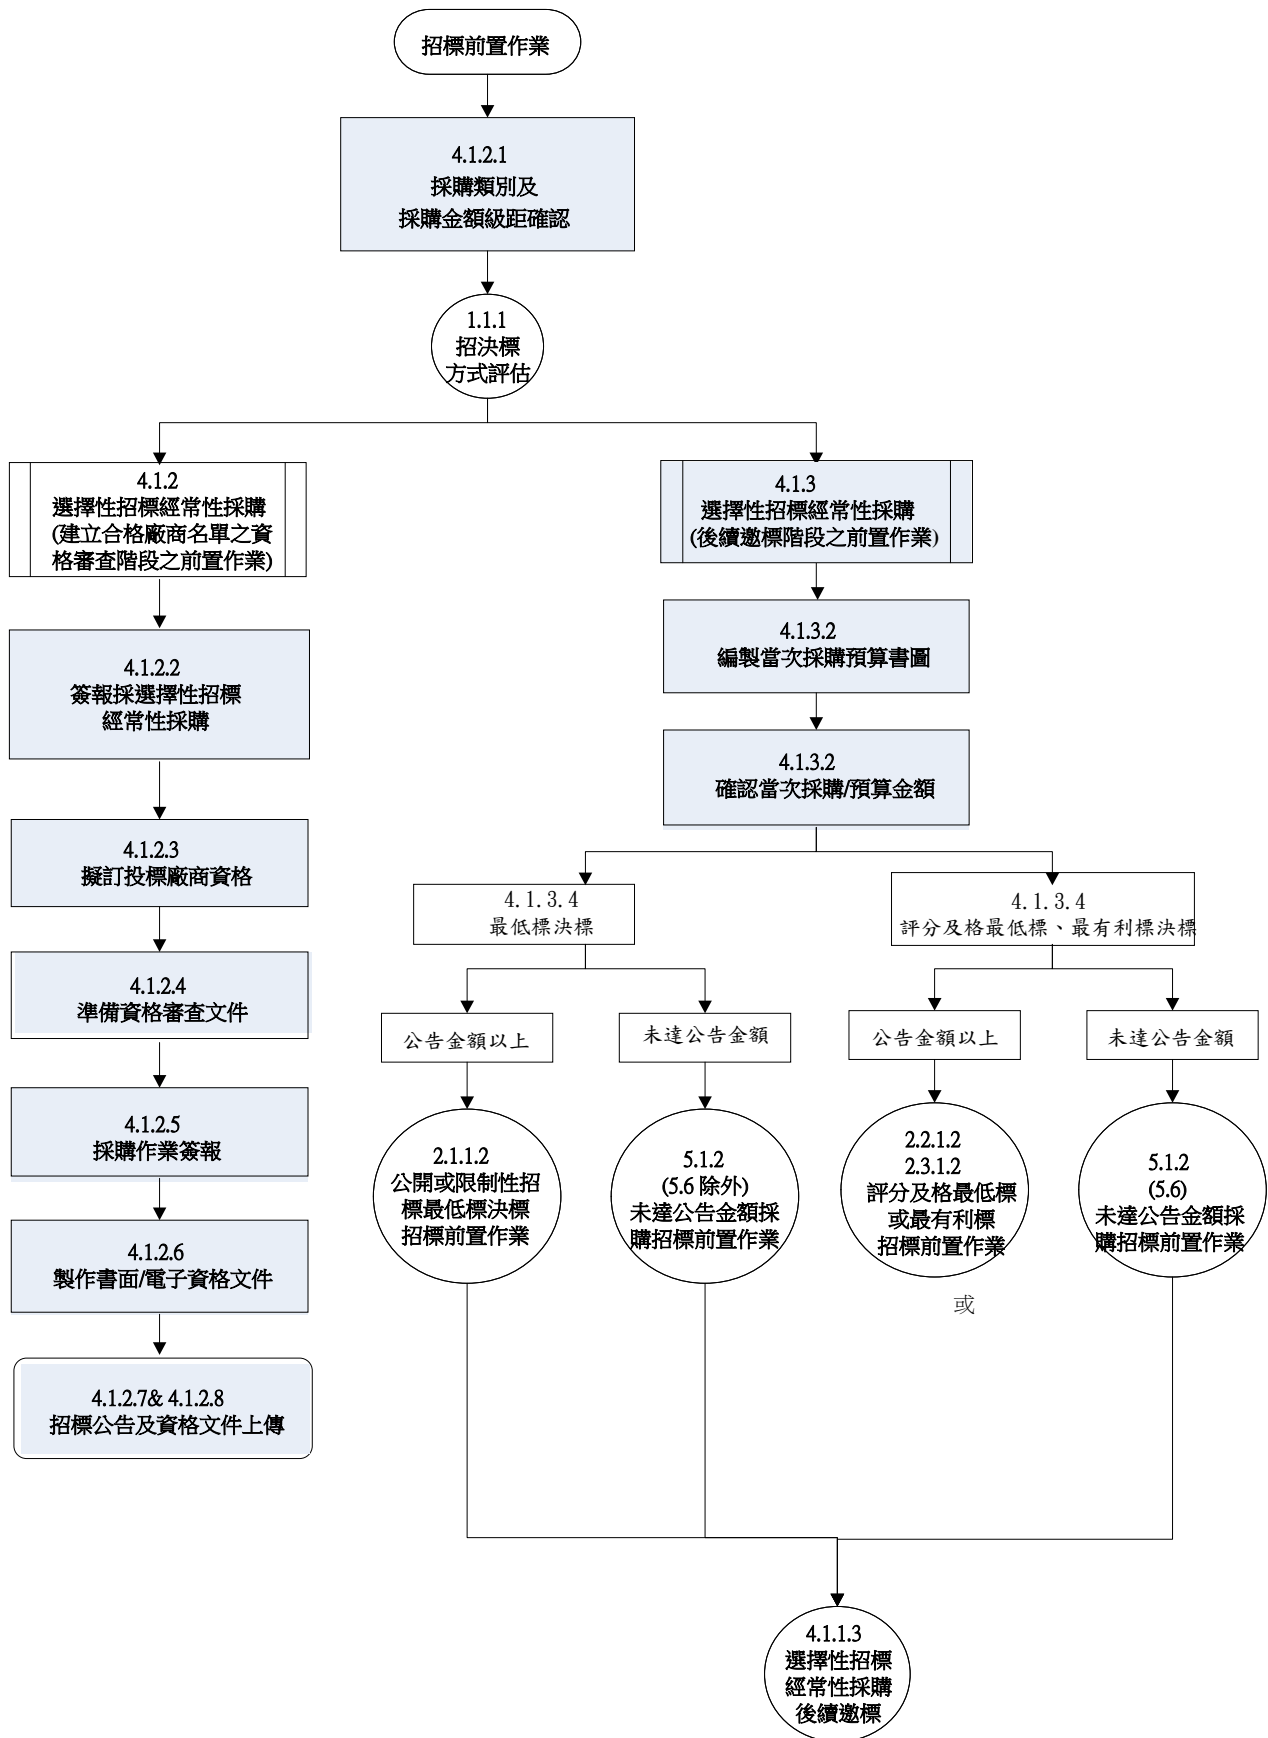 招標前置作業
4.1.2.1
採購類別及
採購金額級距確認
1.1.1
招決標
方式評估
4.1.2
選擇性招標經常性採購
(建立合格廠商名單之資
格審查階段之前置作業)
4.1.2.2
簽報採選擇性招標
經常性採購
4.1.2.3
擬訂投標廠商資格
4.1.2.4
準備資格審查文件
4.1.2.5
採購作業簽報
4.1.2.6
製作書面/電子資格文件
4.1.2.7& 4.1.2.8
招標公告及資格文件上傳
4.1.3
選擇性招標經常性採購
(後續邀標階段之前置作業)
4.1.3.2
編製當次採購預算書圖
4.1.3.2
確認當次採購/預算金額
4.1.3.4
最低標決標
公告金額以上
未達公告金額
2.1.1.2
公開或限制性招
標最低標決標
招標前置作業
5.1.2
(5.6 除外)
未達公告金額採
購招標前置作業
4.1.3.4
評分及格最低標、最有利標決標
公告金額以上
未達公告金額
2.2.1.2
2.3.1.2
評分及格最低標
或最有利標
招標前置作業
5.1.2
(5.6)
未達公告金額採
購招標前置作業
或
4.1.1.3
選擇性招標
經常性採購
後續邀標